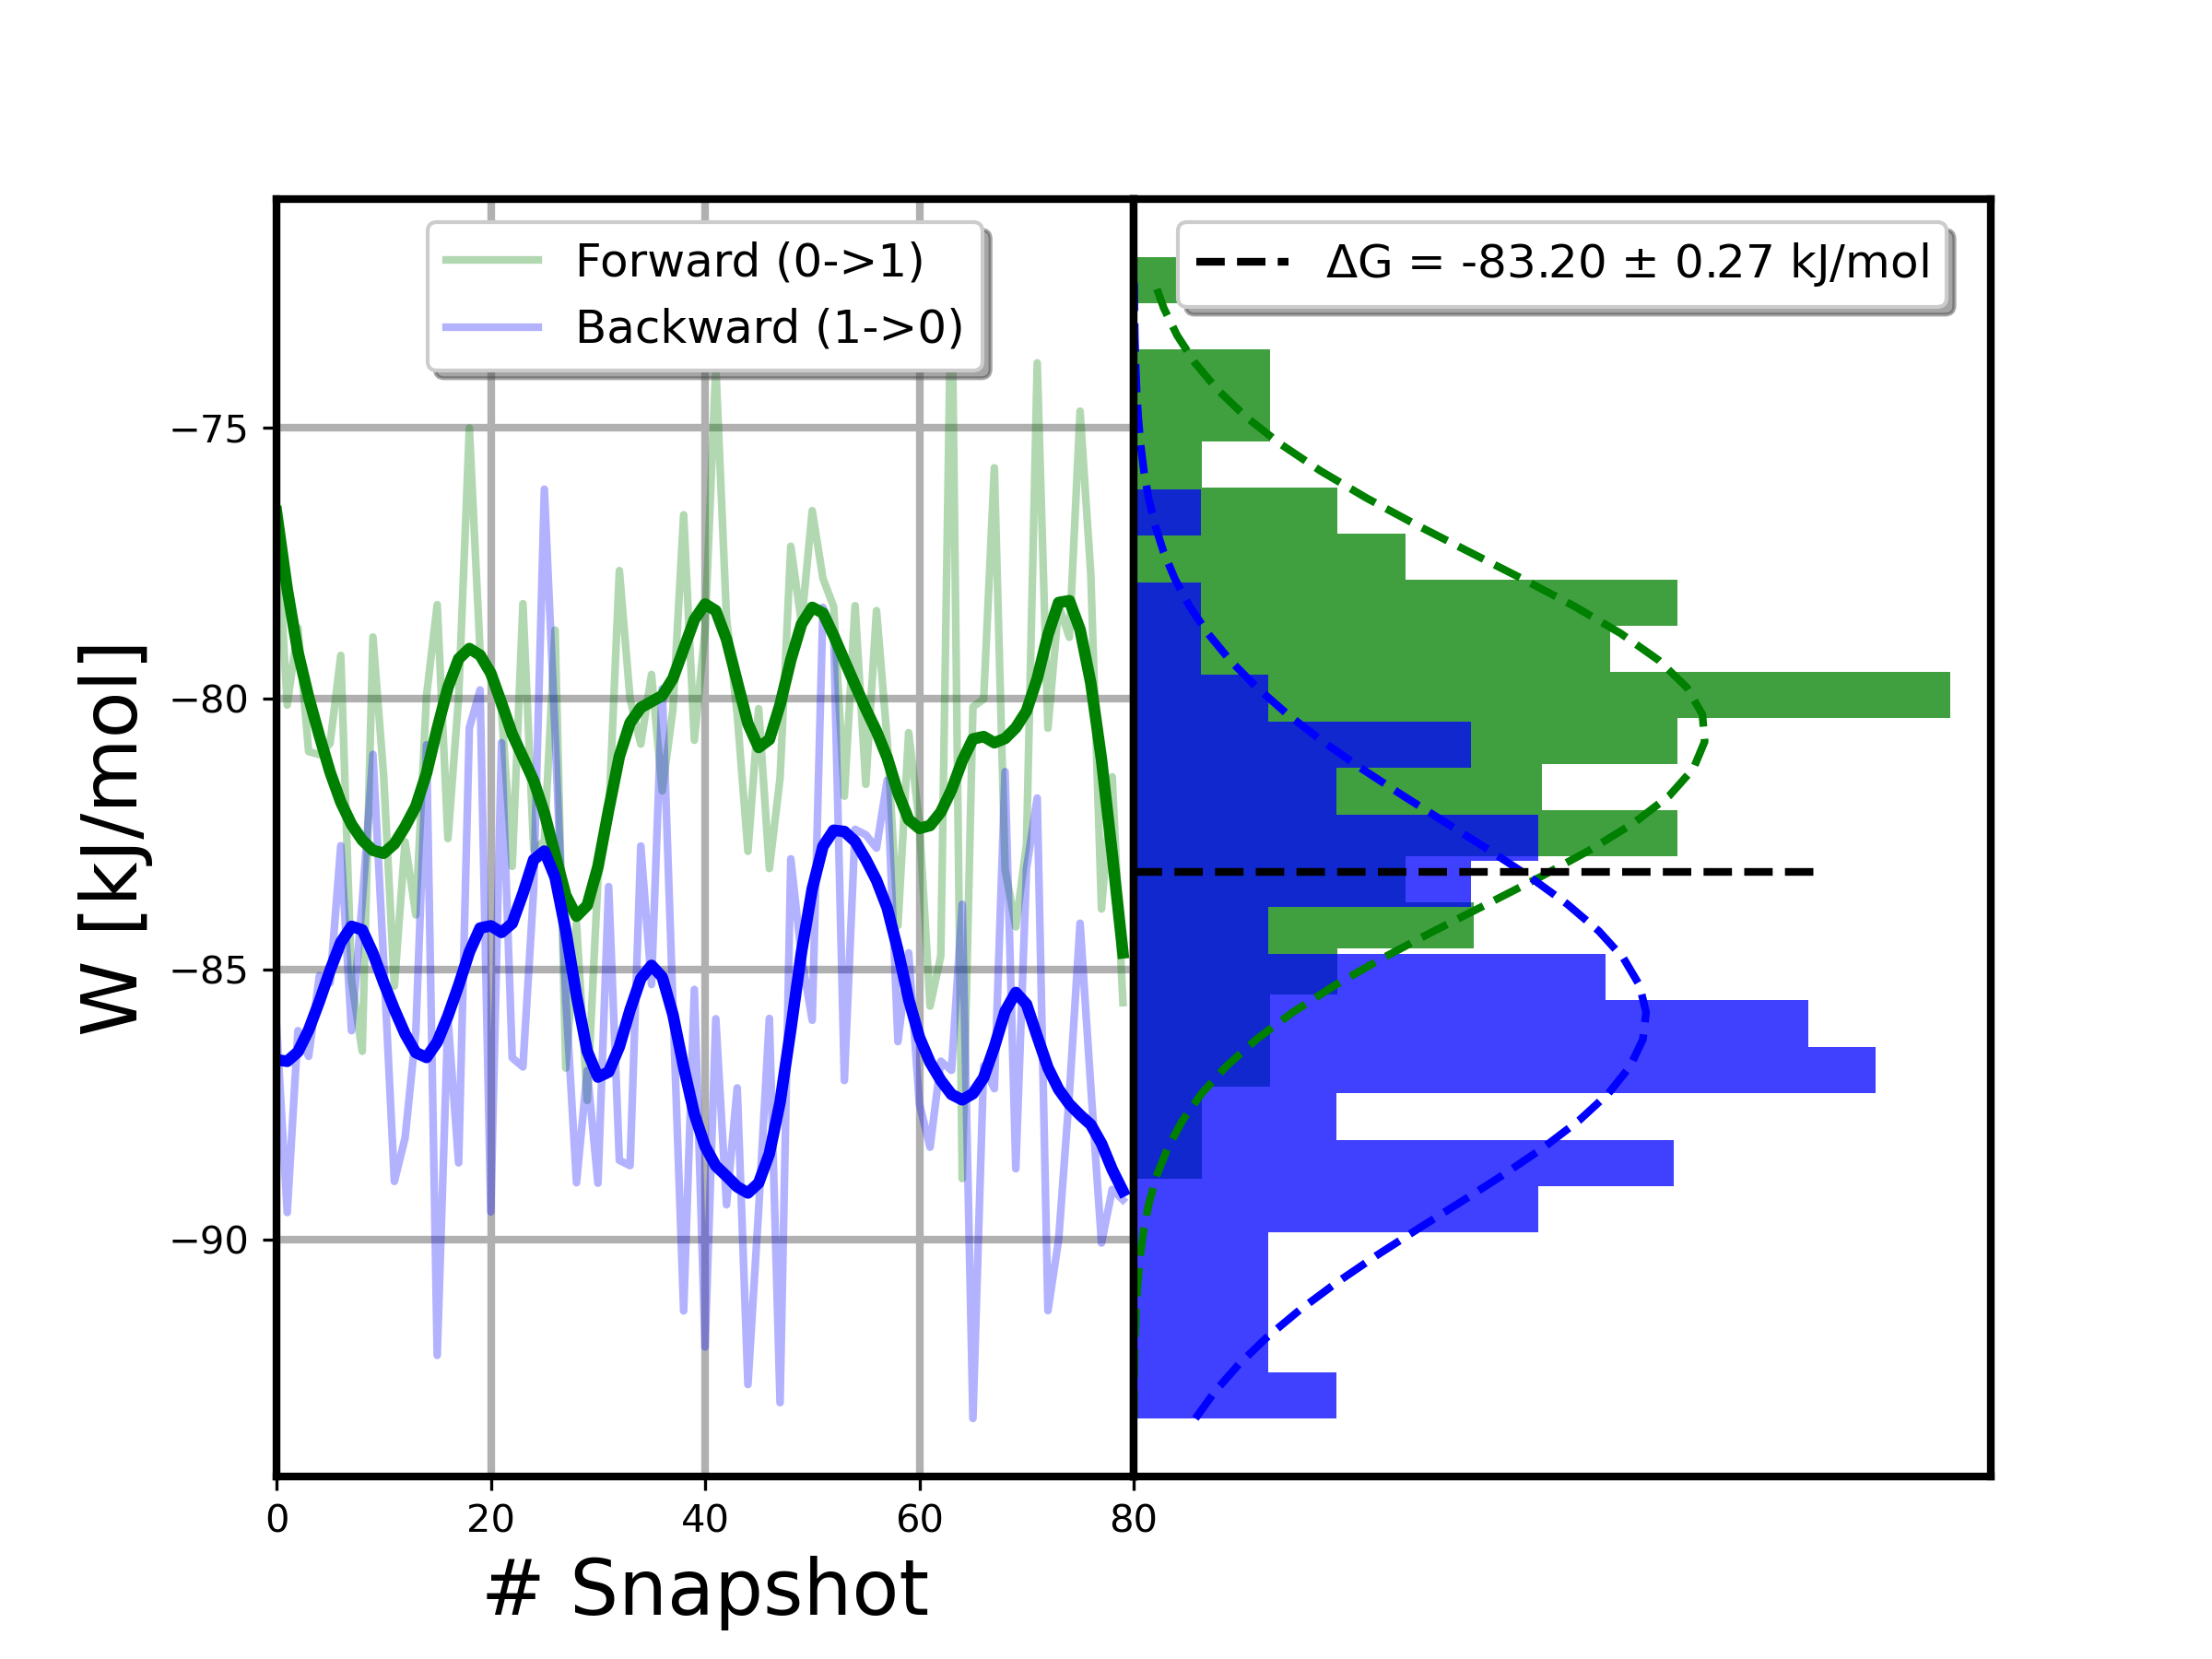 Forward (0->1)
Backward (1->0)
ΔG = -83.20 ± 0.27 kJ/mol
W [kJ/mol]
−75
−80
−85
−90
0 20 40 60 80
# Snapshot